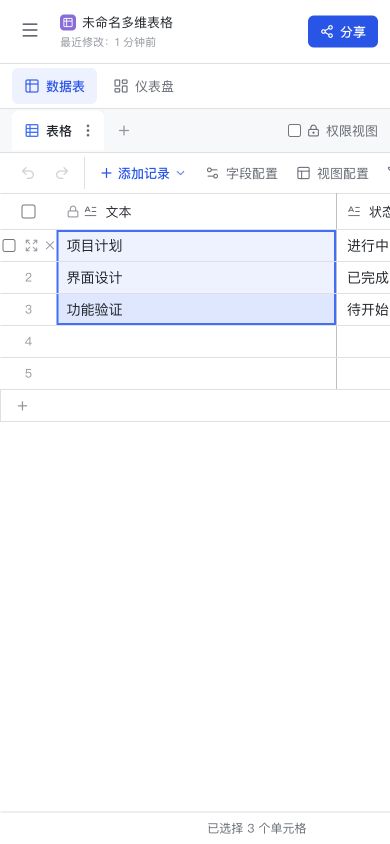 未命名多维表格
最近修改：1 分钟前
分享
数据表 仪表盘
表格 权限视图
添加记录 字段配置 视图配置
文本 状态
项目计划 进行中
2 界面设计 已完成
3 功能验证 待开始
4
5
已选择 3 个单元格